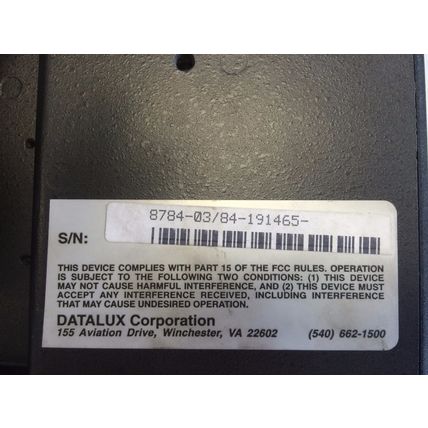 8784-03/84-191465-
S/N:
THIS DEVICE COMPLIES WITH PART 15 OF THE FCC RULES. OPERATION
IS SUBJECT TO THE FOLLOWING TWO CONDITIONS: (1) THIS DEVICE
MAY NOT CAUSE HARMFUL INTERFERENCE, AND (2) THIS DEVICE MUST
ACCEPT ANY INTERFERENCE RECEIVED, INCLUDING INTERFERENCE
THAT MAY CAUSE UNDESIRED OPERATION.
DATALUX Corporation
155 Aviation Drive, Winchester, VA 22602 (540) 662-1500